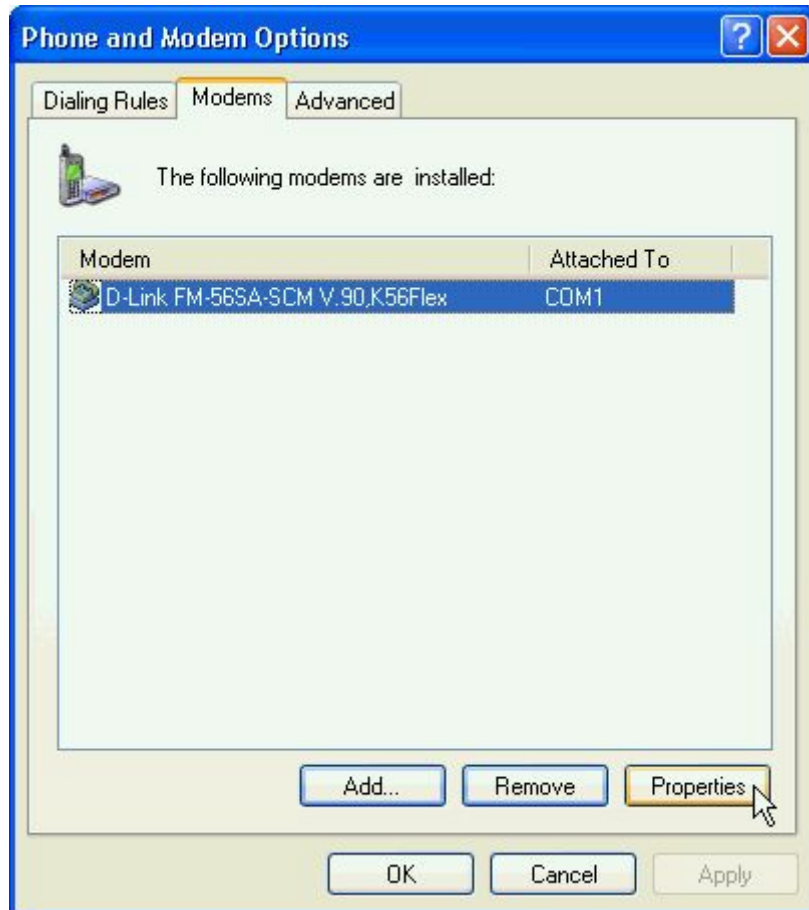 Phone and Modem Options
Dialing Rules Modems Advanced
The following modems are installed:
Modem Attached To
D-Link FM-56SA-SCM V.90,K56Flex COM1
Add... Remove Properties
OK Cancel Apply